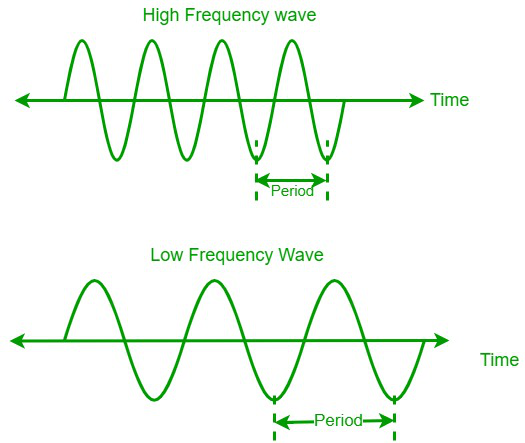 High Frequency wave
Time
Period
Low Frequency Wave
Time
Period